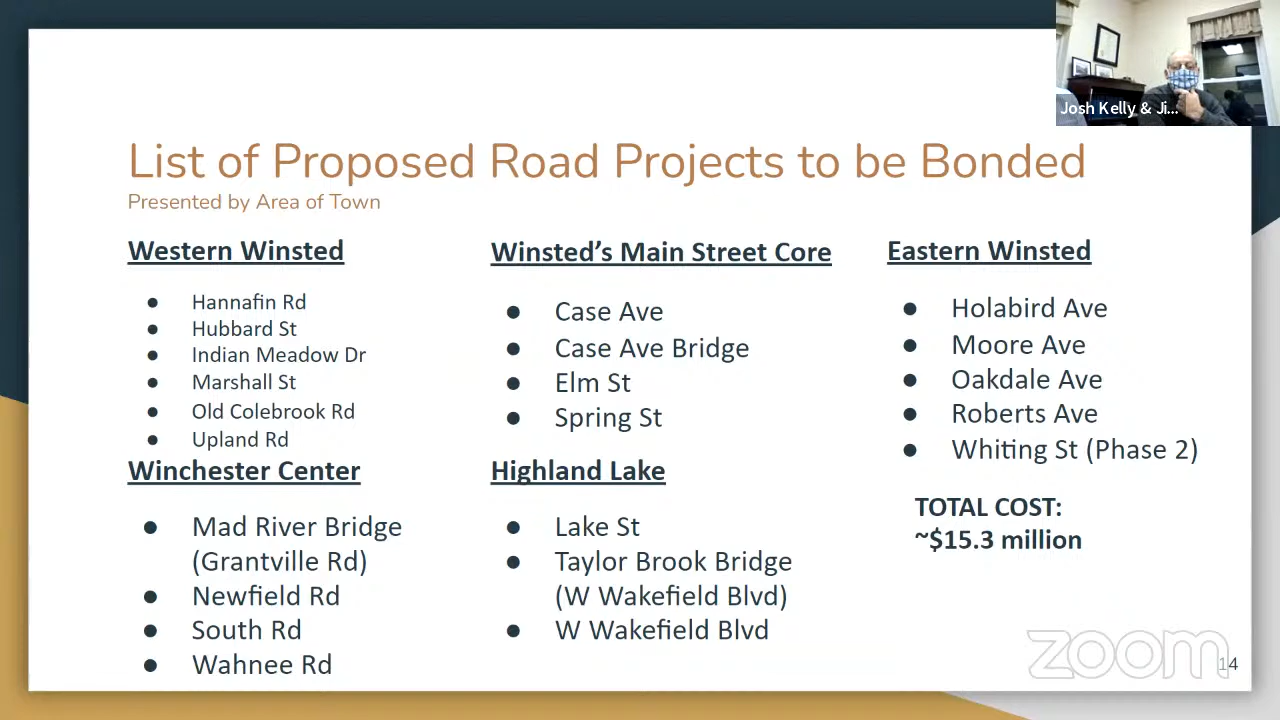 Josh Kelly & Ji...
List of Proposed Road Projects to be Bonded
Presented by Area of Town
Western Winsted
● Hannafin Rd
● Hubbard St
● Indian Meadow Dr
● Marshall St
● Old Colebrook Rd
● Upland Rd
Winchester Center
● Mad River Bridge
(Grantville Rd)
● Newfield Rd
● South Rd
● Wahnee Rd
Winsted’s Main Street Core
● Case Ave
● Case Ave Bridge
● Elm St
● Spring St
Highland Lake
● Lake St
● Taylor Brook Bridge
(W Wakefield Blvd)
● W Wakefield Blvd
Eastern Winsted
● Holabird Ave
● Moore Ave
● Oakdale Ave
● Roberts Ave
● Whiting St (Phase 2)
TOTAL COST:
~$15.3 million
zoom
14